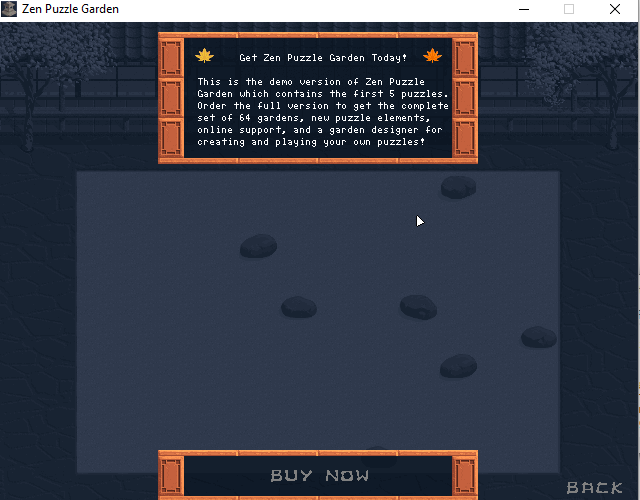 Zen Puzzle Garden
Get Zen Puzzle Garden Today!
This is the demo version of Zen Puzzle
Garden which contains the first 5 puzzles.
Order the full version to get the complete
set of 64 gardens, new puzzle elements,
online support, and a garden designer for
creating and playing your own puzzles!
BUY NOW
BACK